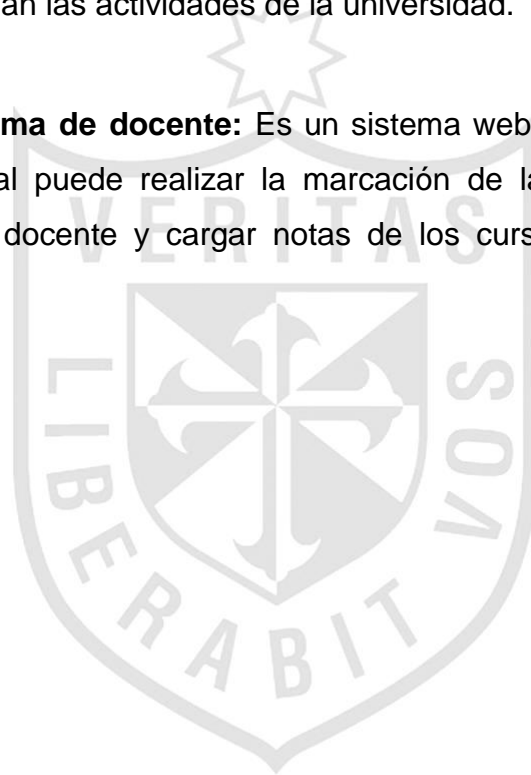 an las actividades de la universidad.
ma de docente: Es un sistema web
al puede realizar la marcación de la
docente y cargar notas de los curs
VERITAS
LIBERABIT
VOS